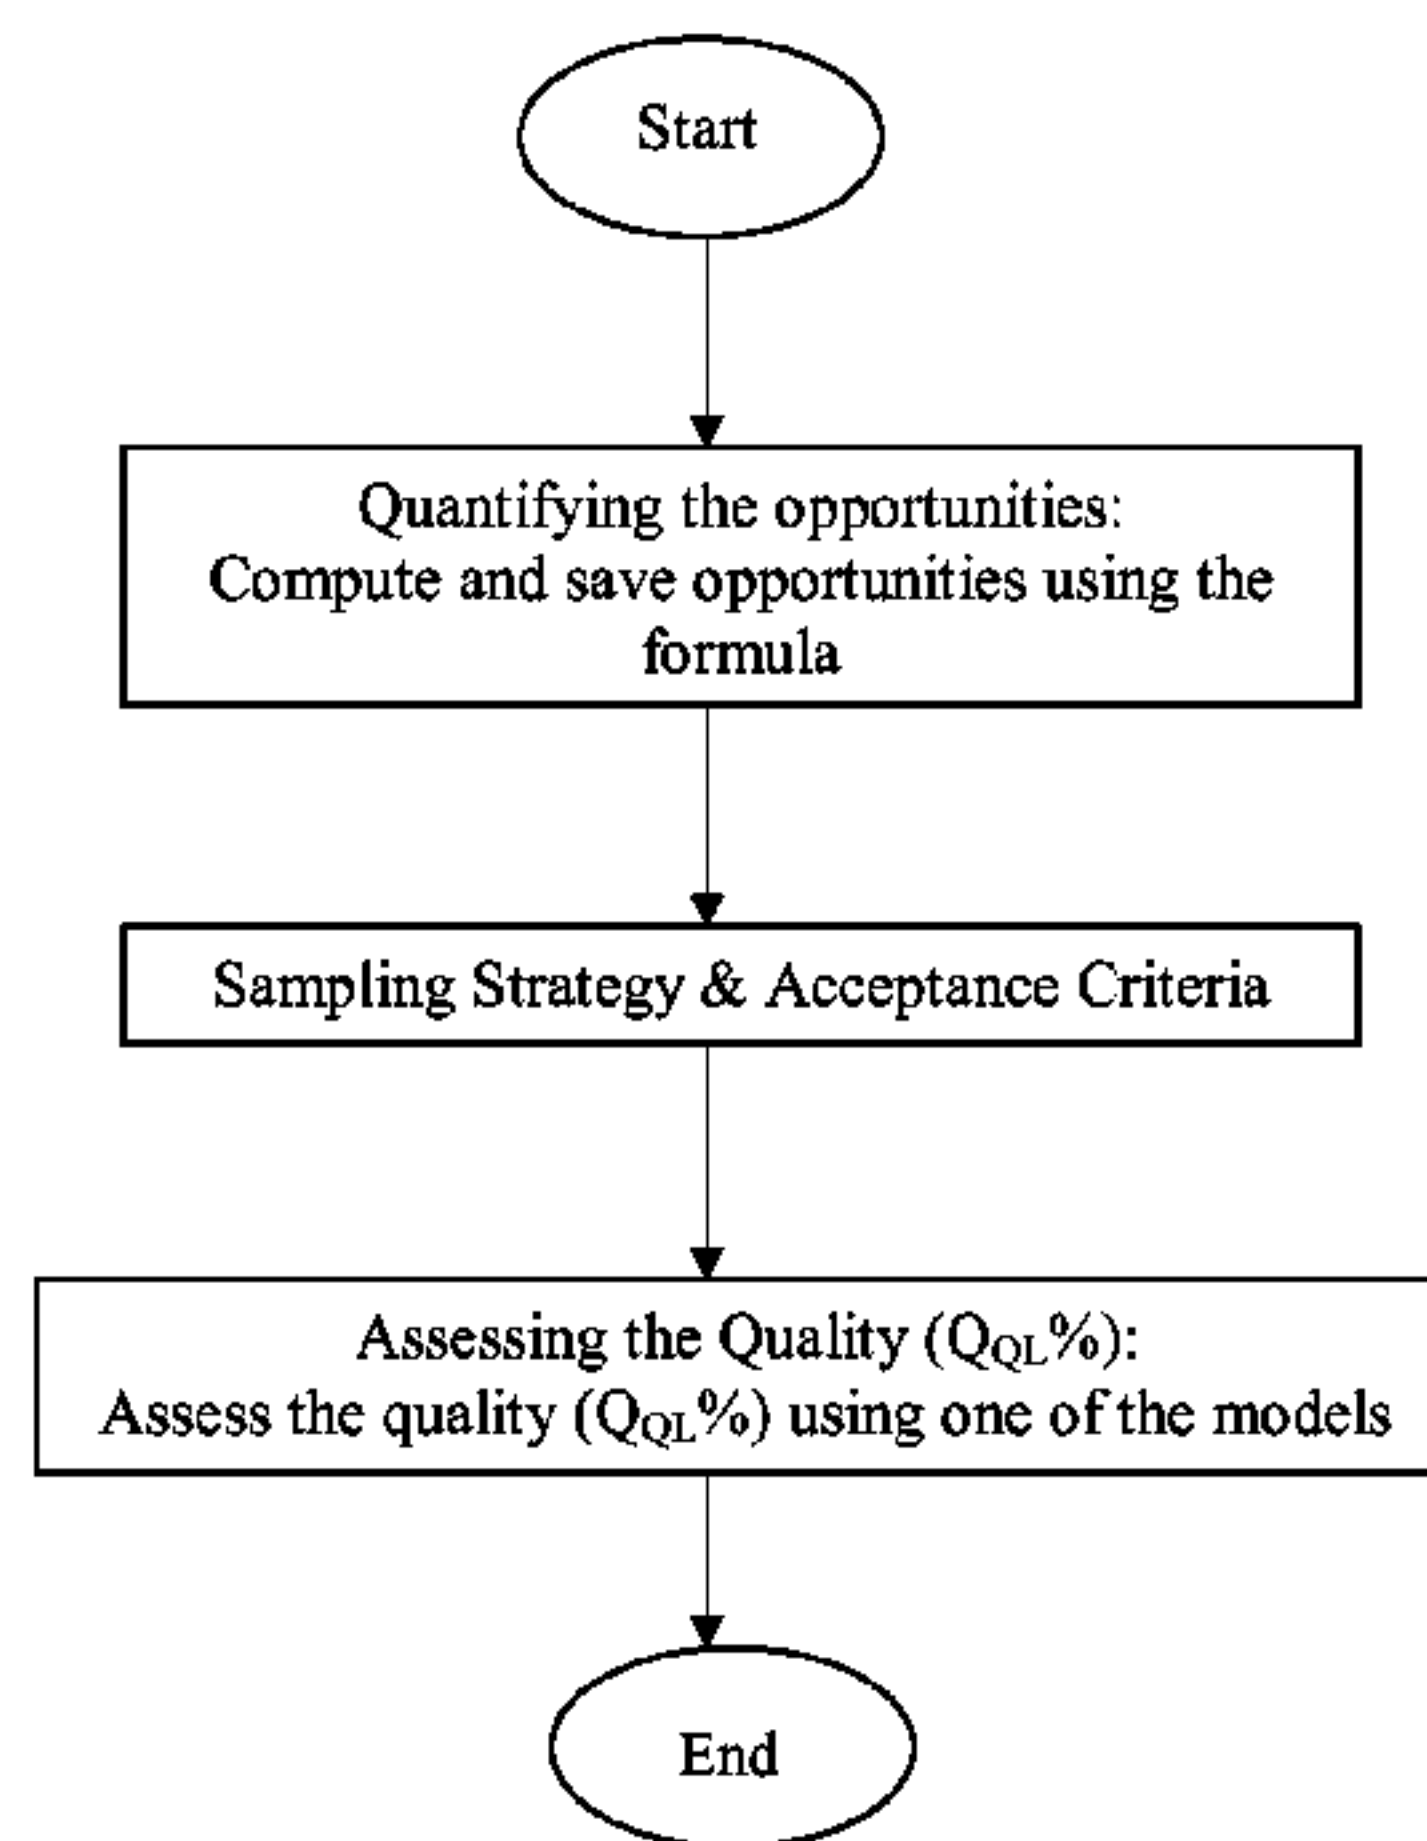 Start
Quantifying the opportunities:
Compute and save opportunities using the
formula
Sampling Strategy & Acceptance Criteria
Assessing the Quality (QQL%):
Assess the quality (QQL%) using one of the models
End